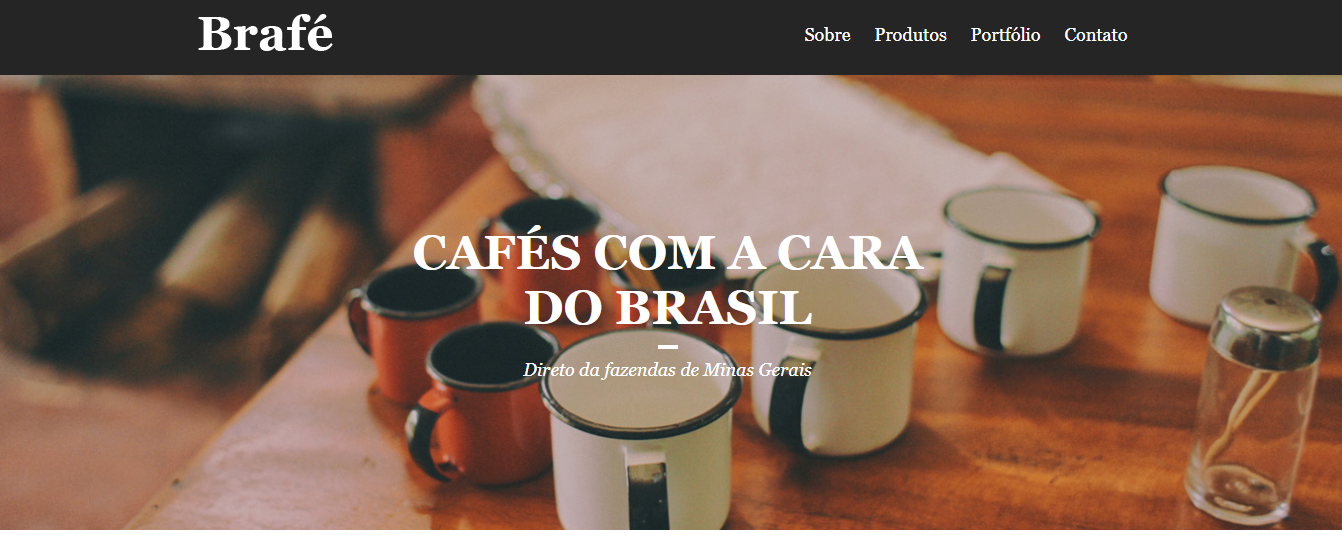 Brafé
Sobre Produtos Portfólio Contato
CAFÉS COM A CARA
DO BRASIL
Direto da fazendas de Minas Gerais